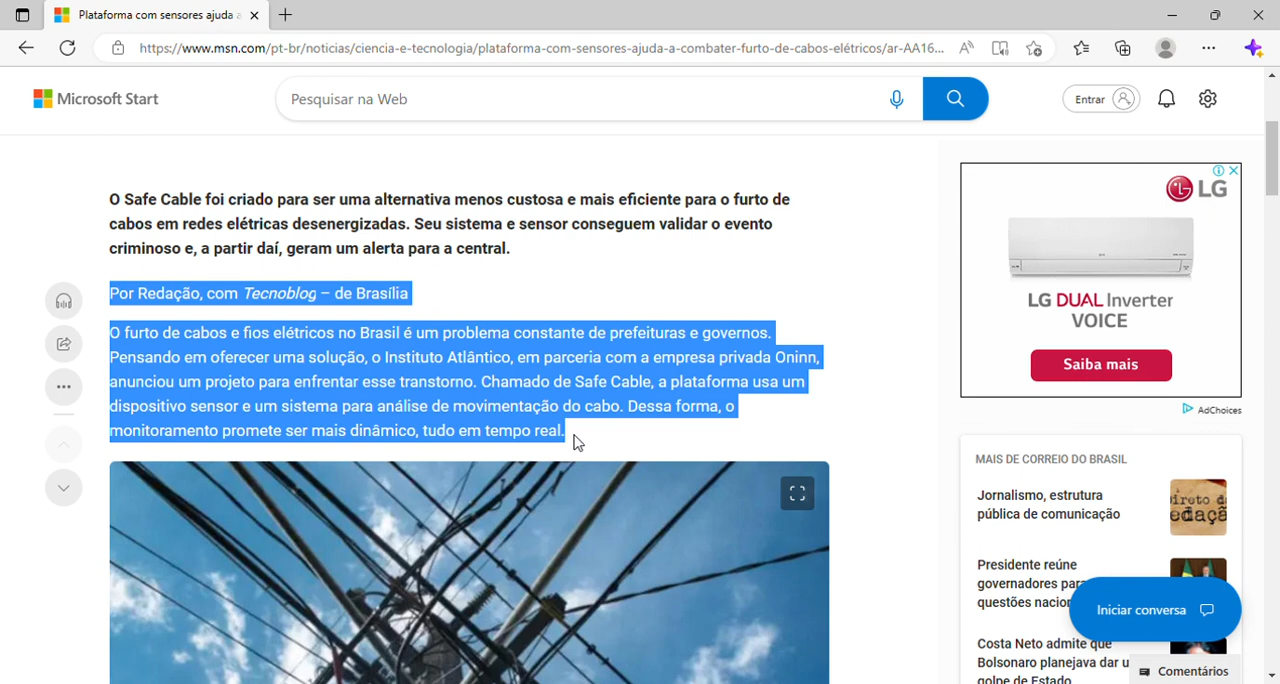 Plataforma com sensores ajuda a
https://www.msn.com/pt-br/noticias/ciencia-e-tecnologia/plataforma-com-sensores-ajuda-a-combater-furto-de-cabos-elétricos/ar-AA16...
Microsoft Start
Pesquisar na Web
Entrar
O Safe Cable foi criado para ser uma alternativa menos custosa e mais eficiente para o furto de
cabos em redes elétricas desenergizadas. Seu sistema e sensor conseguem validar o evento
criminoso e, a partir daí, geram um alerta para a central.
Por Redação, com Tecnoblog – de Brasília
O furto de cabos e fios elétricos no Brasil é um problema constante de prefeituras e governos.
Pensando em oferecer uma solução, o Instituto Atlântico, em parceria com a empresa privada Oninn,
anunciou um projeto para enfrentar esse transtorno. Chamado de Safe Cable, a plataforma usa um
dispositivo sensor e um sistema para análise de movimentação do cabo. Dessa forma, o
monitoramento promete ser mais dinâmico, tudo em tempo real.
LG
LG DUAL Inverter
VOICE
Saiba mais
AdChoices
MAIS DE CORREIO DO BRASIL
Jornalismo, estrutura
pública de comunicação
Presidente reúne
governadores para
questões nacion
Iniciar conversa
Costa Neto admite que
Bolsonaro planejava dar u
golpe de Estado
Comentários